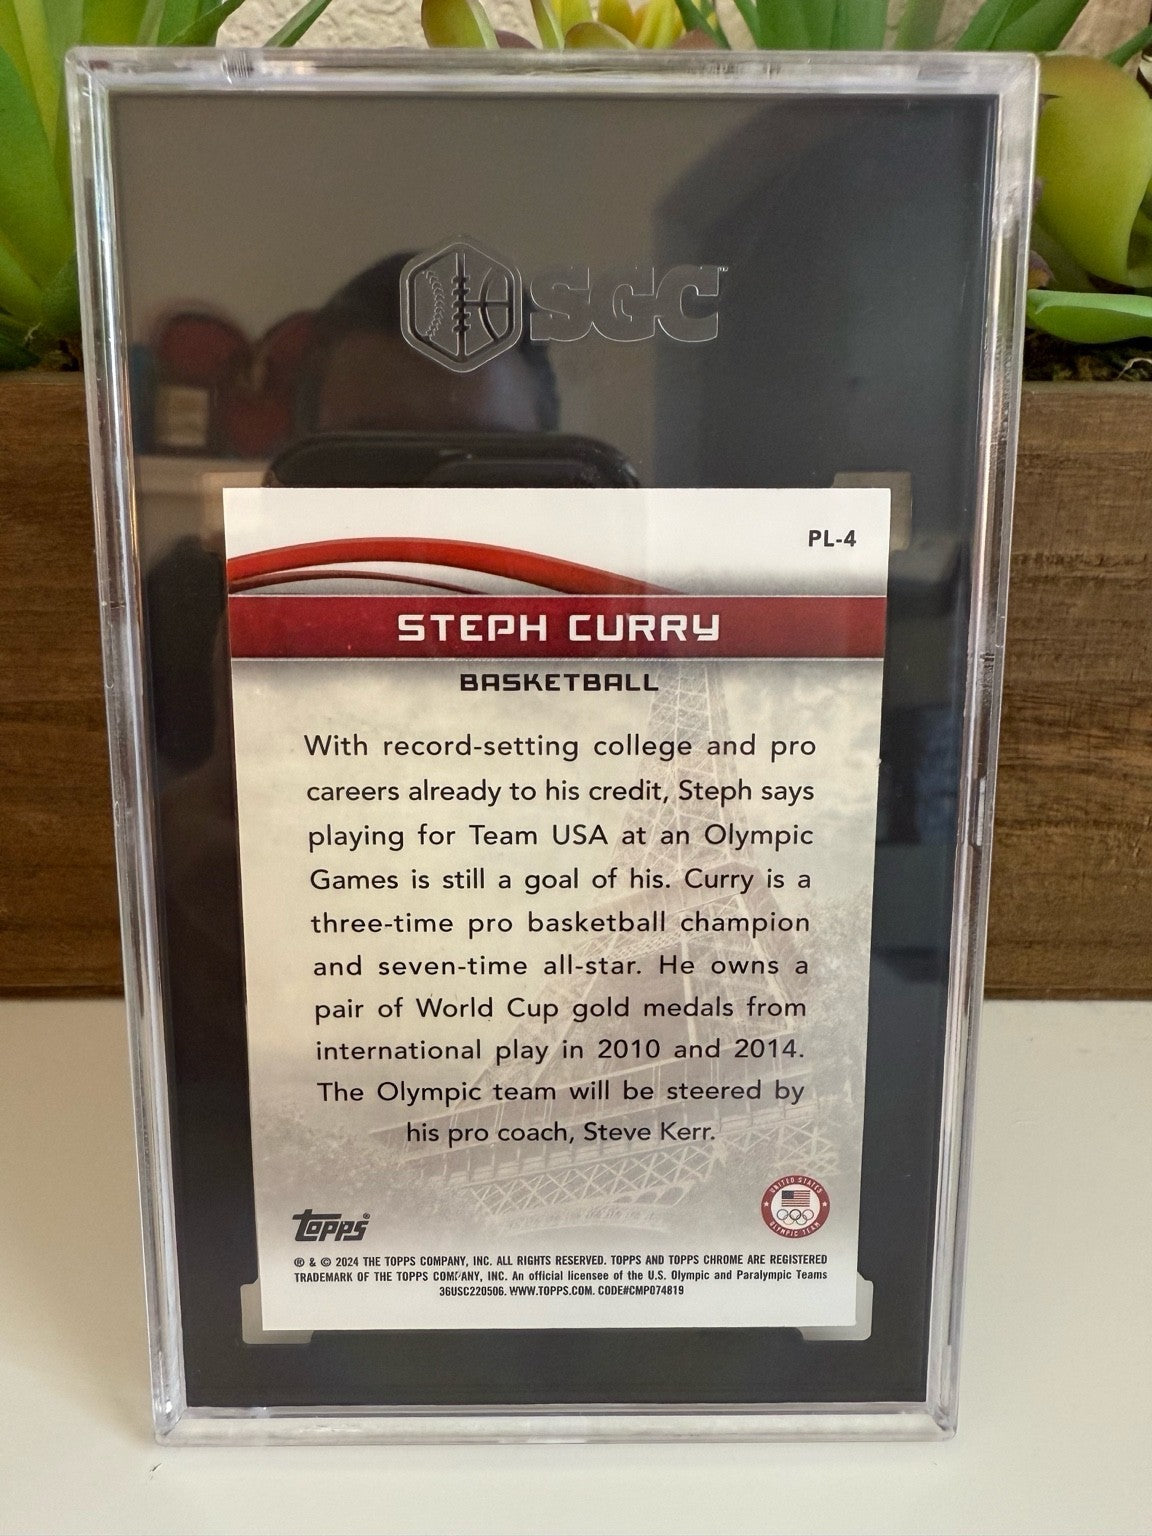 SGC™
PL-4
STEPH CURRY
BASKETBALL
With record-setting college and pro
careers already to his credit, Steph says
playing for Team USA at an Olympic
Games is still a goal of his. Curry is a
three-time pro basketball champion
and seven-time all-star. He owns a
pair of World Cup gold medals from
international play in 2010 and 2014.
The Olympic team will be steered by
his pro coach, Steve Kerr.
UNITED STATES
OLYMPIC TEAM
Topps®
® & © 2024 THE TOPPS COMPANY, INC. ALL RIGHTS RESERVED. TOPPS AND TOPPS CHROME ARE REGISTERED
TRADEMARK OF THE TOPPS COMPANY, INC. An official licensee of the U.S. Olympic and Paralympic Teams
36USC220506. WWW.TOPPS.COM. CODE#CMP074819